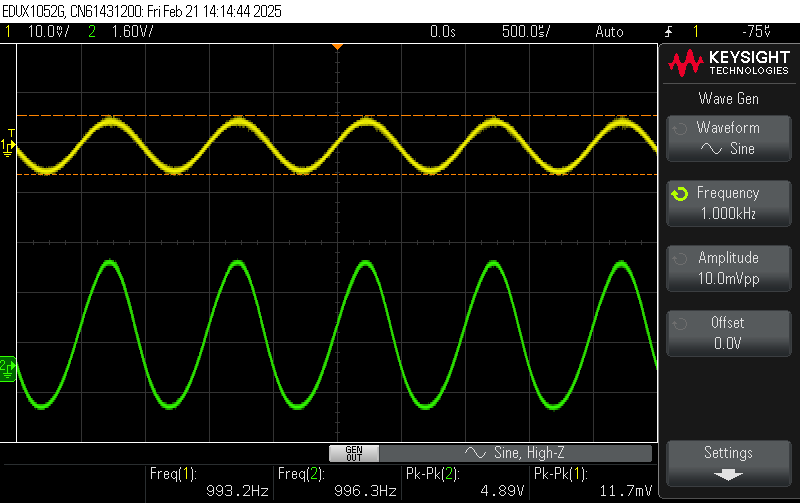 EDUX1052G, CN61431200: Fri Feb 21 14:14:44 2025
1 10.0mV/ 2 1.60V/ 0.0s 500.0us/ Auto 1 -75mV
KEYSIGHT
TECHNOLOGIES
Wave Gen
Waveform
Sine
Frequency
1.000kHz
Amplitude
10.0mVpp
Offset
0.0V
Settings
T
1
2
GEN
OUT
Sine, High-Z
Freq(1): Freq(2): Pk-Pk(2): Pk-Pk(1):
993.2Hz 996.3Hz 4.89V 11.7mV